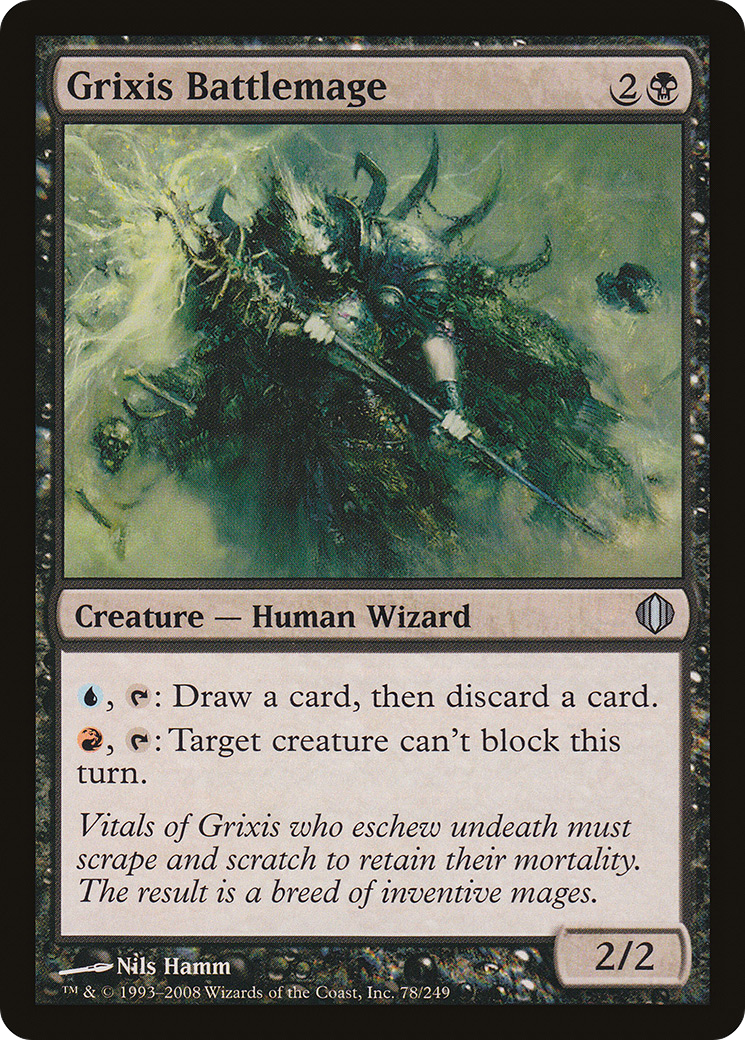 Grixis Battlemage 2
Creature — Human Wizard
, : Draw a card, then discard a card.
, : Target creature can't block this
turn.
Vitals of Grixis who eschew undeath must
scrape and scratch to retain their mortality.
The result is a breed of inventive mages.
2/2
Nils Hamm
™ & © 1993–2008 Wizards of the Coast, Inc. 78/249